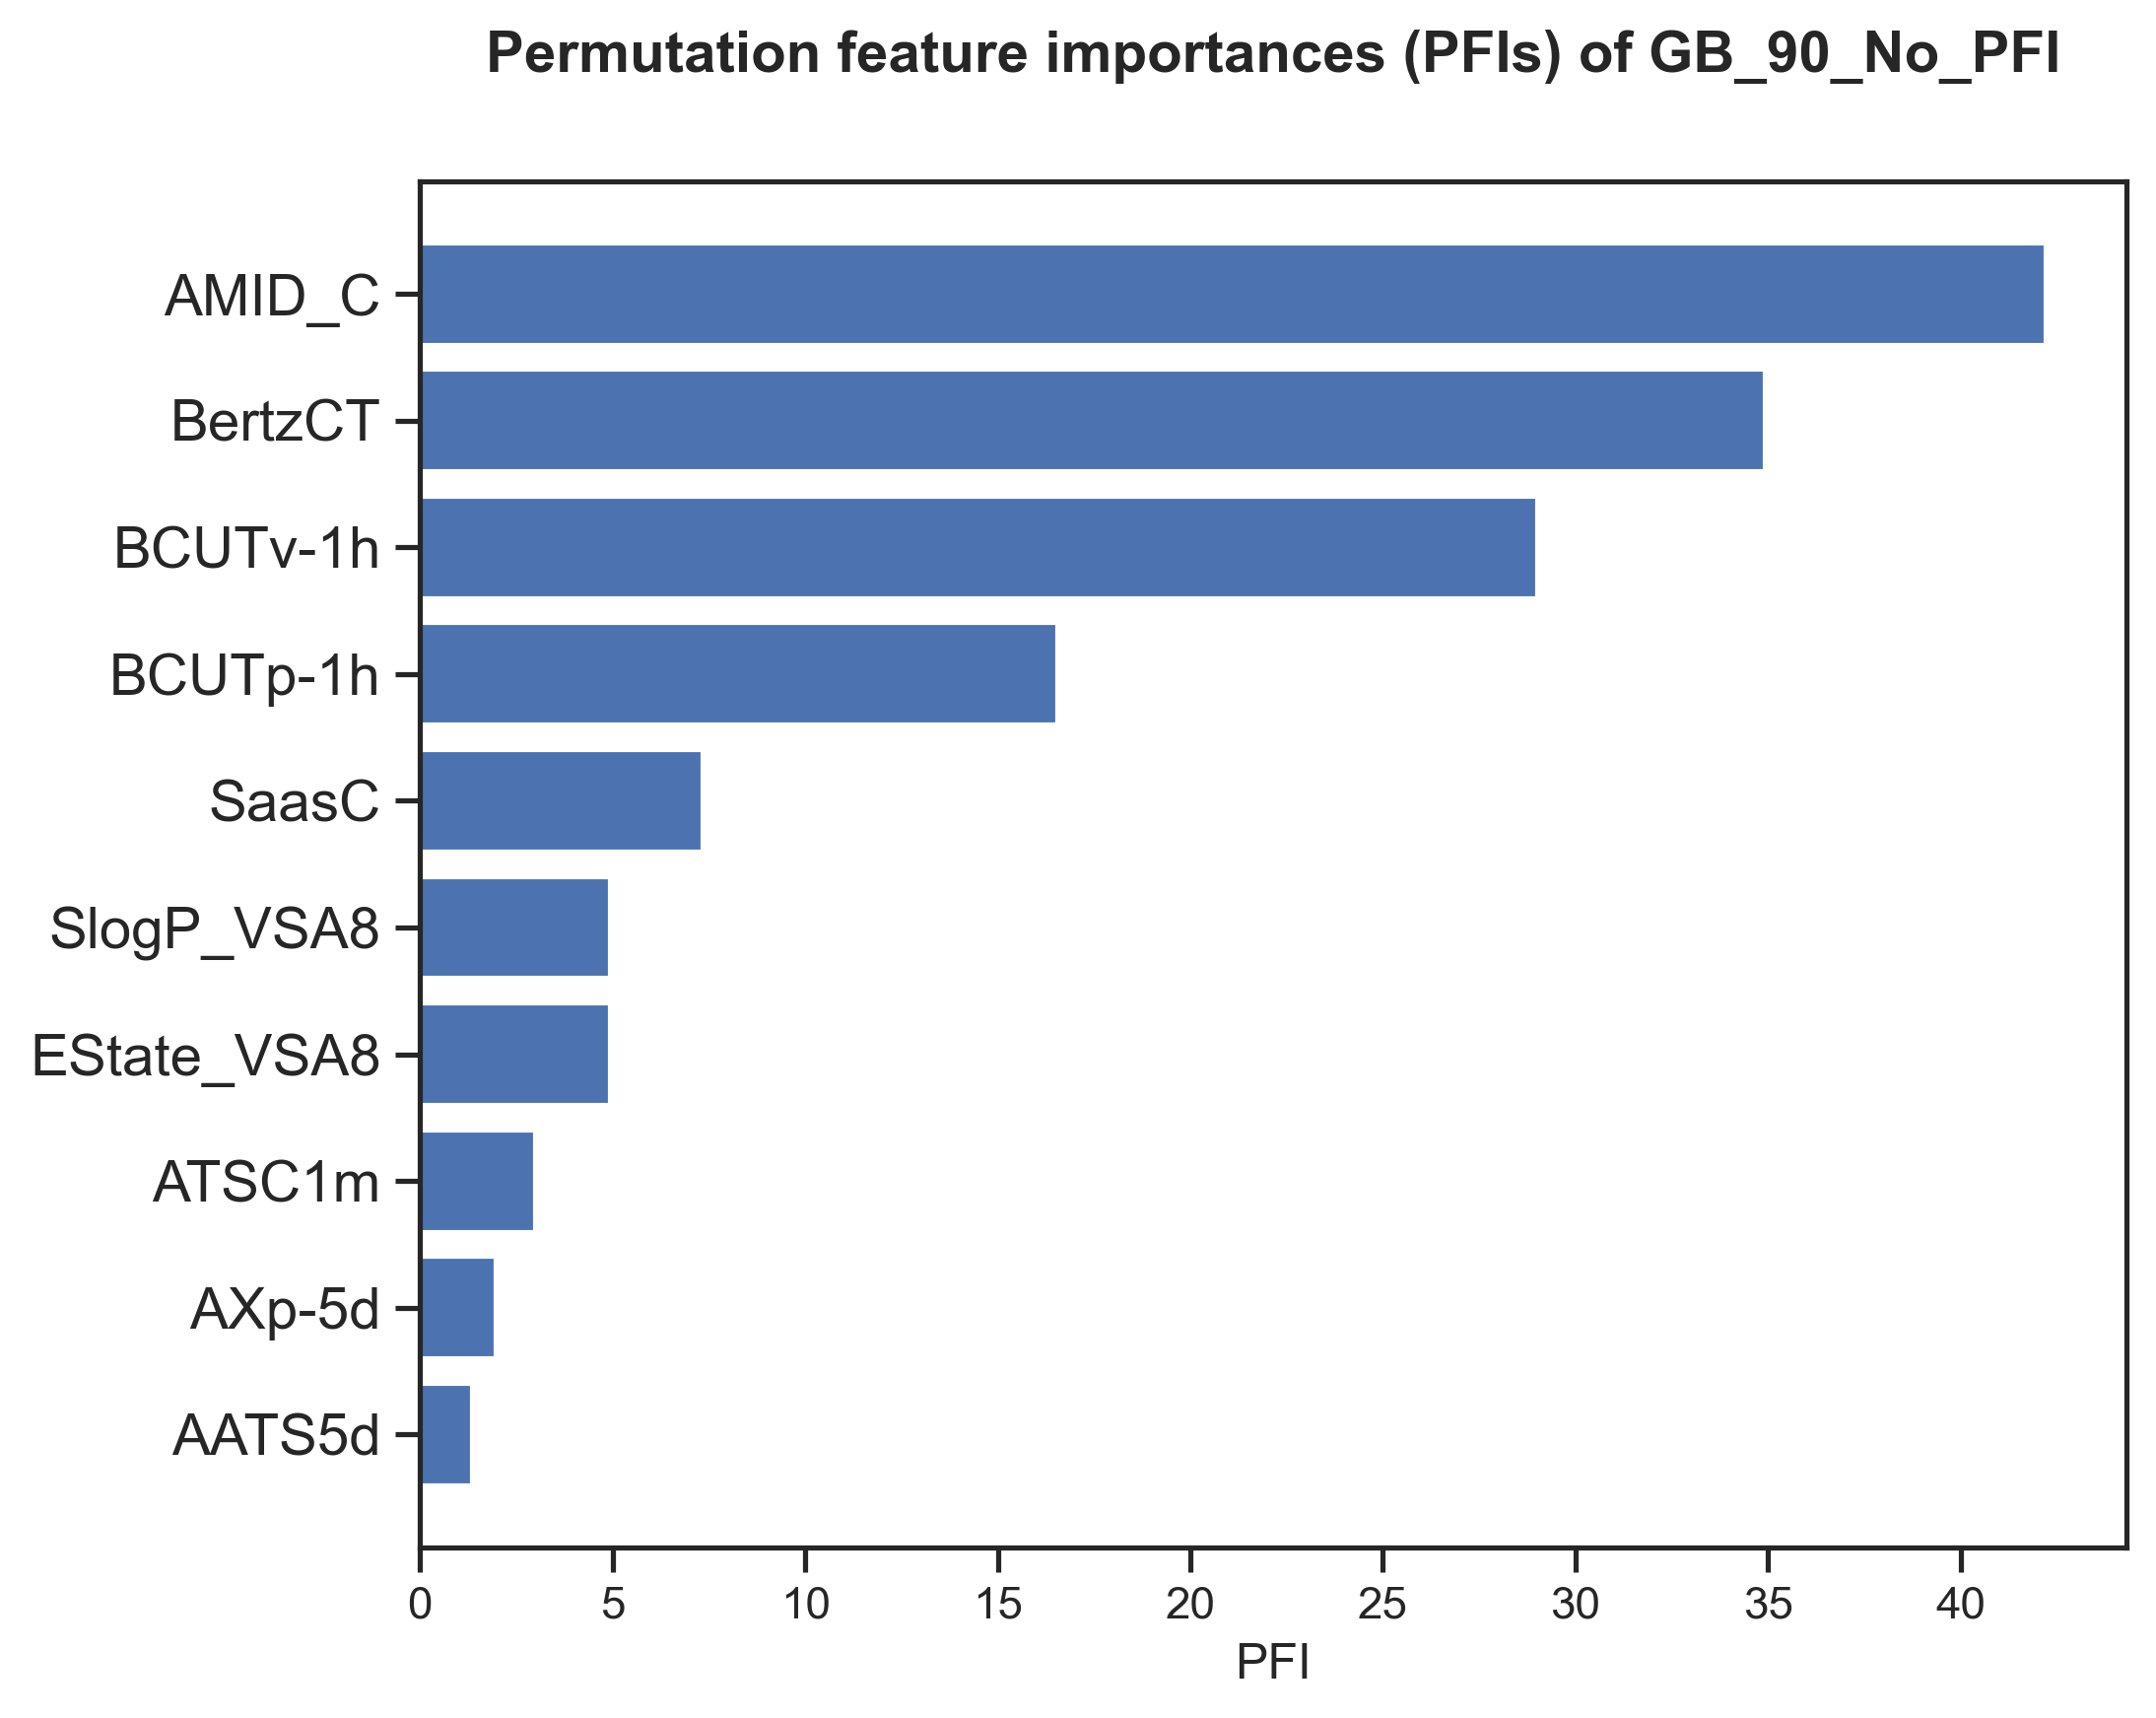 Permutation feature importances (PFIs) of GB_90_No_PFI
AMID_C
BertzCT
BCUTv-1h
BCUTp-1h
SaasC
SlogP_VSA8
EState_VSA8
ATSC1m
AXp-5d
AATS5d
0 5 10 15 20 25 30 35 40
PFI